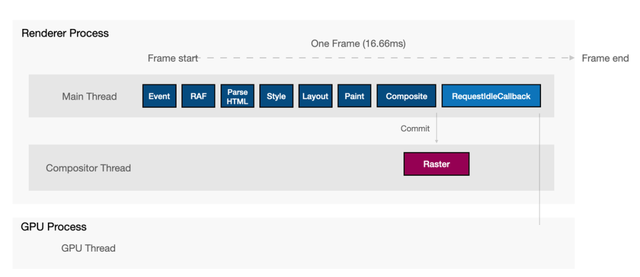 Renderer Process
One Frame (16.66ms)
Frame start
Frame end
Main Thread
Event
RAF
Parse
HTML
Style
Layout
Paint
Composite
RequestIdleCallback
Commit
Compositor Thread
Raster
GPU Process
GPU Thread